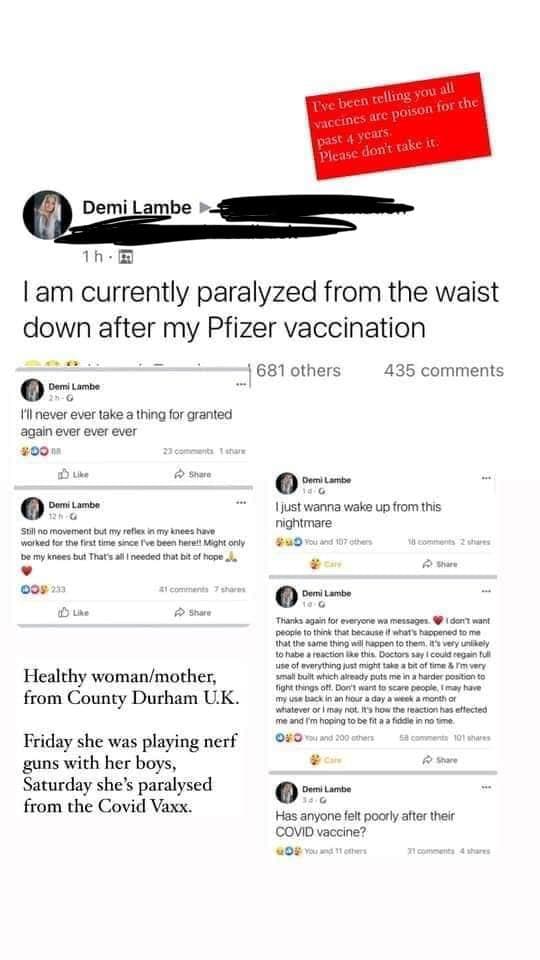 I've been telling you all
vaccines are poison for the
past 4 years.
Please don't take it.
Demi Lambe
1 h ·
I am currently paralyzed from the waist
down after my Pfizer vaccination
681 others 435 comments
Demi Lambe
2 h ·
I'll never ever take a thing for granted
again ever ever ever
88 23 comments 1 share
Like Share
Demi Lambe
12 h ·
Still no movement but my reflex in my knees have
worked for the first time since I've been here!! Might only
be my knees but That's all I needed that bit of hope
233 41 comments 7 shares
Like Share
Healthy woman/mother,
from County Durham U.K.
Friday she was playing nerf
guns with her boys,
Saturday she's paralysed
from the Covid Vaxx.
Demi Lambe
1 d ·
I just wanna wake up from this
nightmare
You and 107 others 18 comments 2 shares
Care Share
Demi Lambe
1 d ·
Thanks again for everyone wa messages. I don't want
people to think that because if what's happened to me
that the same thing will happen to them. it's very unlikely
to habe a reaction like this. Doctors say I could regain full
use of everything just might take a bit of time & I'm very
small built which already puts me in a harder position to
fight things off. Don't want to scare people, I may have
my use back in an hour a day a week a month or
whatever or I may not. It's how the reaction has effected
me and I'm hoping to be fit a a fiddle in no time.
You and 200 others 58 comments 101 shares
Care Share
Demi Lambe
3 d ·
Has anyone felt poorly after their
COVID vaccine?
You and 11 others 31 comments 4 shares